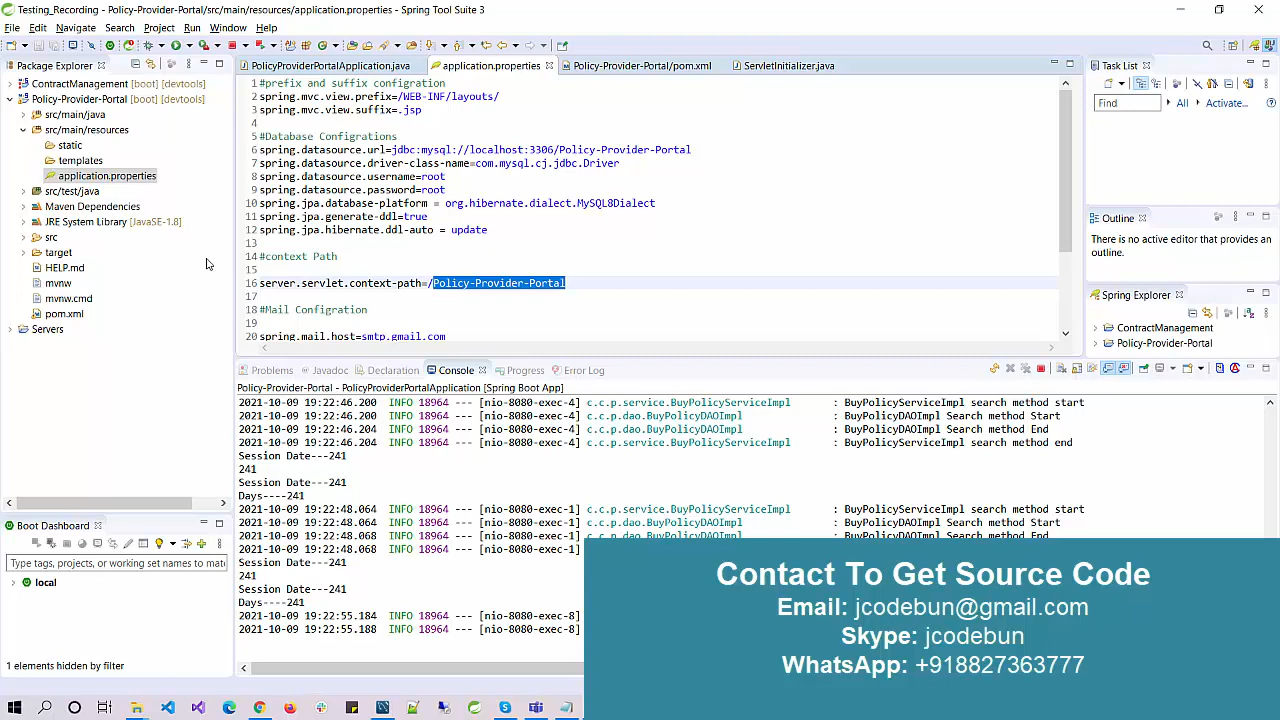 Testing_Recording - Policy-Provider-Portal/src/main/resources/application.properties - Spring Tool Suite 3
File Edit Navigate Search Project Run Window Help
Package Explorer
ContractManagement [boot] [devtools]
Policy-Provider-Portal [boot] [devtools]
src/main/java
src/main/resources
static
templates
application.properties
src/test/java
Maven Dependencies
JRE System Library [JavaSE-1.8]
src
target
HELP.md
mvnw
mvnw.cmd
pom.xml
Servers
PolicyProviderPortalApplication.java application.properties Policy-Provider-Portal/pom.xml ServletInitializer.java
1 #prefix and suffix configration
2 spring.mvc.view.prefix=/WEB-INF/layouts/
3 spring.mvc.view.suffix=.jsp
4
5 #Database Configrations
6 spring.datasource.url=jdbc:mysql://localhost:3306/Policy-Provider-Portal
7 spring.datasource.driver-class-name=com.mysql.cj.jdbc.Driver
8 spring.datasource.username=root
9 spring.datasource.password=root
10 spring.jpa.database-platform = org.hibernate.dialect.MySQL8Dialect
11 spring.jpa.generate-ddl=true
12 spring.jpa.hibernate.ddl-auto = update
13
14 #context Path
15
16 server.servlet.context-path=/Policy-Provider-Portal
17
18 #Mail Configration
19
20 spring.mail.host=smtp.gmail.com
Task List
Find All Activate...
Outline
There is no active editor that provides an
outline.
Spring Explorer
ContractManagement
Policy-Provider-Portal
Problems Javadoc Declaration Console Progress Error Log
Policy-Provider-Portal - PolicyProviderPortalApplication [Spring Boot App]
2021-10-09 19:22:46.200 INFO 18964 --- [nio-8080-exec-4] c.c.p.service.BuyPolicyServiceImpl : BuyPolicyServiceImpl search method start
2021-10-09 19:22:46.204 INFO 18964 --- [nio-8080-exec-4] c.c.p.dao.BuyPolicyDAOImpl : BuyPolicyDAOImpl Search method Start
2021-10-09 19:22:46.204 INFO 18964 --- [nio-8080-exec-4] c.c.p.dao.BuyPolicyDAOImpl : BuyPolicyDAOImpl Search method End
2021-10-09 19:22:46.204 INFO 18964 --- [nio-8080-exec-4] c.c.p.service.BuyPolicyServiceImpl : BuyPolicyServiceImpl search method end
Session Date---241
241
Session Date---241
Days----241
2021-10-09 19:22:48.064 INFO 18964 --- [nio-8080-exec-1] c.c.p.service.BuyPolicyServiceImpl : BuyPolicyServiceImpl search method start
2021-10-09 19:22:48.064 INFO 18964 --- [nio-8080-exec-1] c.c.p.dao.BuyPolicyDAOImpl : BuyPolicyDAOImpl Search method Start
2021-10-09 19:22:48.068 INFO 18964 --- [nio-8080-exec-1] c.c.p.dao.BuyPolicyDAOImpl : BuyPolicyDAOImpl Search method End
2021-10-09 19:22:48.068 INFO 18964 --- [nio-8080-exec-1]
Session Date---241
241
Session Date---241
Days----241
2021-10-09 19:22:55.184 INFO 18964 --- [nio-8080-exec-8]
2021-10-09 19:22:55.188 INFO 18964 --- [nio-8080-exec-8]
Boot Dashboard
Type tags, projects, or working set names to mat
local
1 elements hidden by filter
Contact To Get Source Code
Email: jcodebun@gmail.com
Skype: jcodebun
WhatsApp: +918827363777